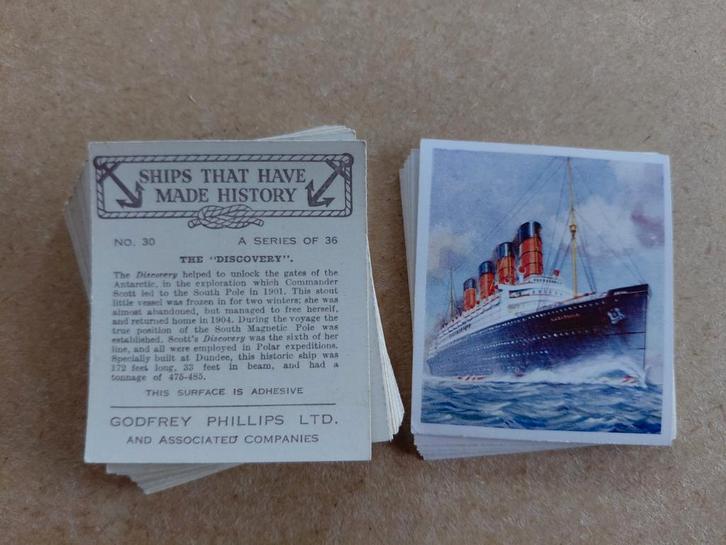 SHIPS THAT HAVE
MADE HISTORY
NO. 30 A SERIES OF 36
THE "DISCOVERY".
The Discovery helped to unlock the gates of the
Antarctic, in the exploration which Commander
Scott led to the South Pole in 1901. This stout
little vessel was frozen in for two winters; she was
almost abandoned, but managed to free herself,
and returned home in 1904. During the voyage the
true position of the South Magnetic Pole was
established. Scott's Discovery was the sixth of her
line, and all were employed in Polar expeditions.
Specially built at Dundee, this historic ship was
172 feet long, 33 feet in beam, and had a
tonnage of 475-485.
THIS SURFACE IS ADHESIVE
GODFREY PHILLIPS LTD.
AND ASSOCIATED COMPANIES